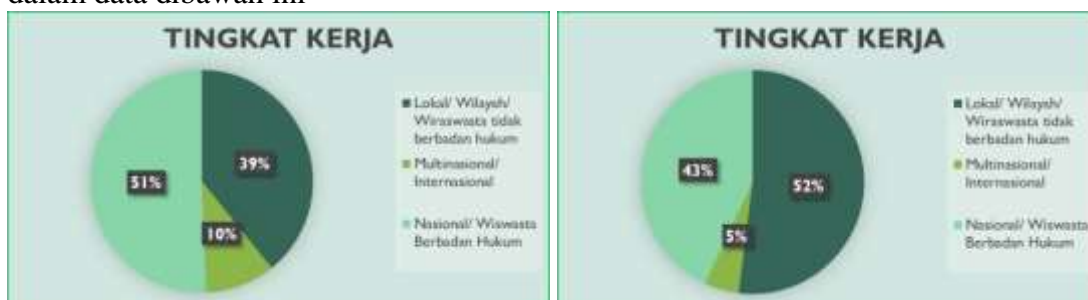 dalam data dibawah ini
TINGKAT KERJA
39%
51%
10%
Lokal/ Wilayah/
Wiraswasta tidak
berbadan hukum
Multinasional/
Internasional
Nasional/ Wiswasta
Berbadan Hukum
TINGKAT KERJA
43%
52%
5%
Lokal/ Wilayah/
Wiraswasta tidak
berbadan hukum
Multinasional/
Internasional
Nasional/ Wiswasta
Berbadan Hukum